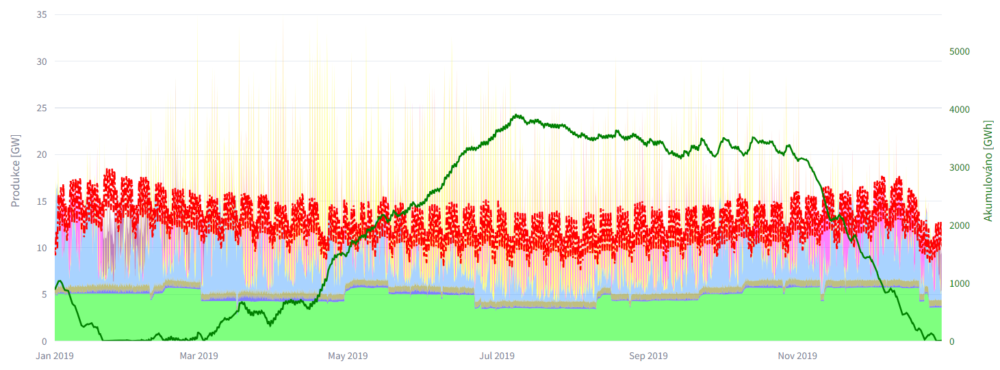 35
30
25
20
15
10
5
0
Produkce [GW]
5000
4000
3000
2000
1000
0
Akumulováno [GWh]
Jan 2019
Mar 2019
May 2019
Jul 2019
Sep 2019
Nov 2019